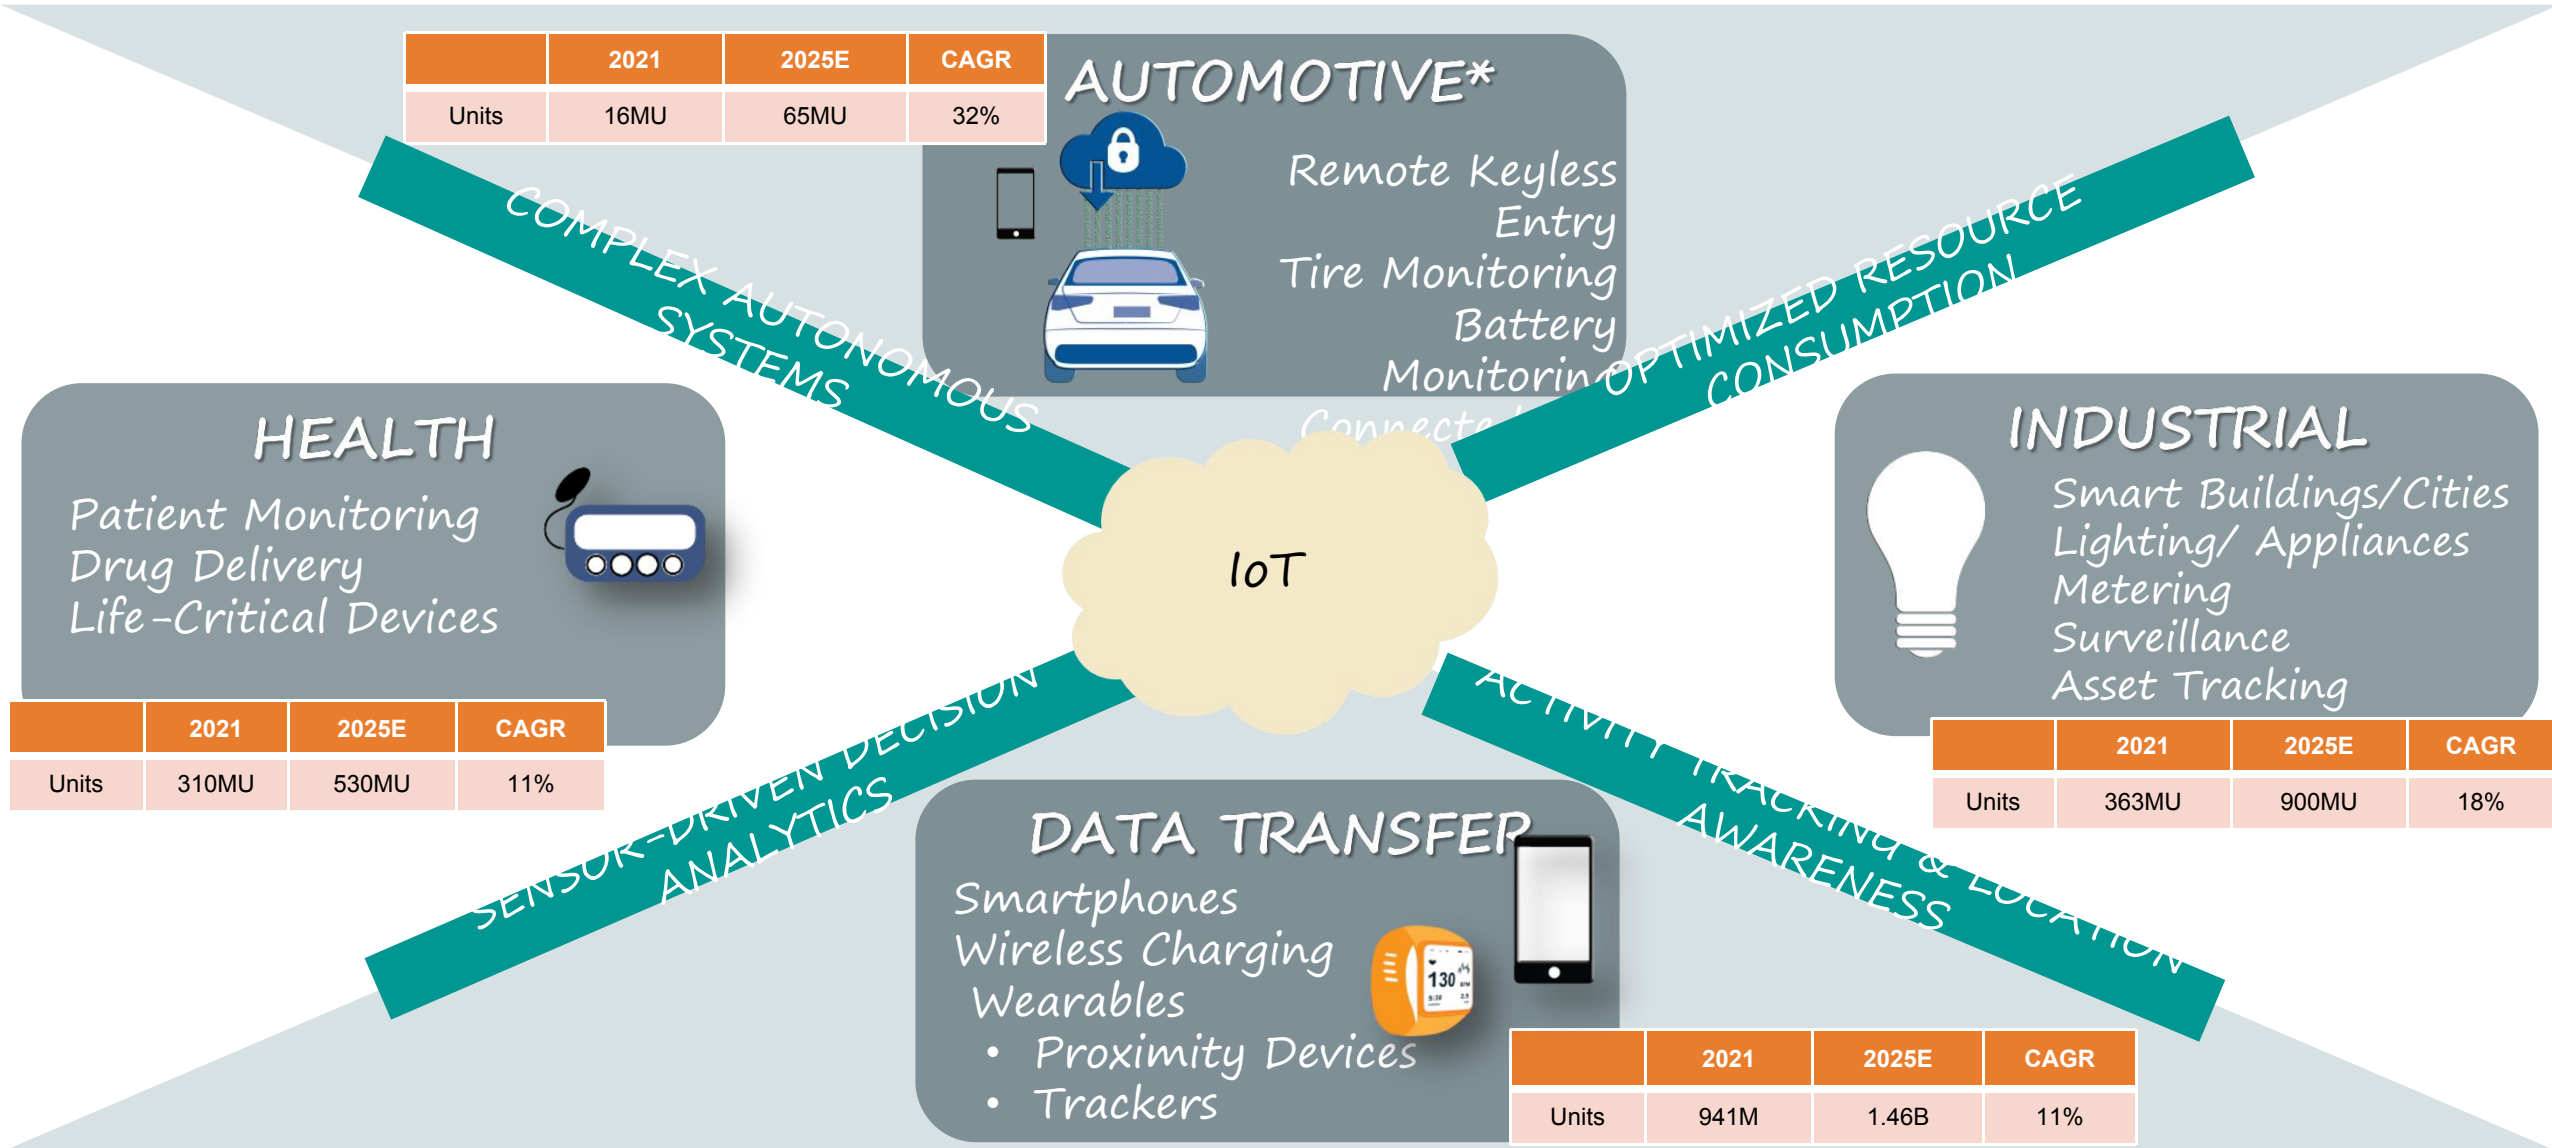 2021 2025E CAGR
Units 16MU 65MU 32%
AUTOMOTIVE*
Remote Keyless
Entry
Tire Monitoring
Battery
Monitoring
COMPLEX AUTONOMOUS
SYSTEMS
OPTIMIZED RESOURCE
CONSUMPTION
HEALTH
Patient Monitoring
Drug Delivery
Life-Critical Devices
2021 2025E CAGR
Units 310MU 530MU 11%
IoT
INDUSTRIAL
Smart Buildings/Cities
Lighting/ Appliances
Metering
Surveillance
Asset Tracking
2021 2025E CAGR
Units 363MU 900MU 18%
SENSOR-DRIVEN DECISION
ANALYTICS
ACTIVITY TRACKING & LOCATION
AWARENESS
DATA TRANSFER
Smartphones
Wireless Charging
Wearables
• Proximity Devices
• Trackers
130
2021 2025E CAGR
Units 941M 1.46B 11%